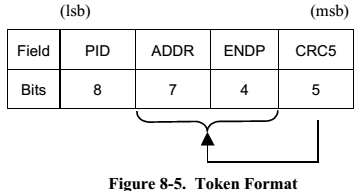 (lsb) (msb)
Field PID ADDR ENDP CRC5
Bits 8 7 4 5
Figure 8-5. Token Format